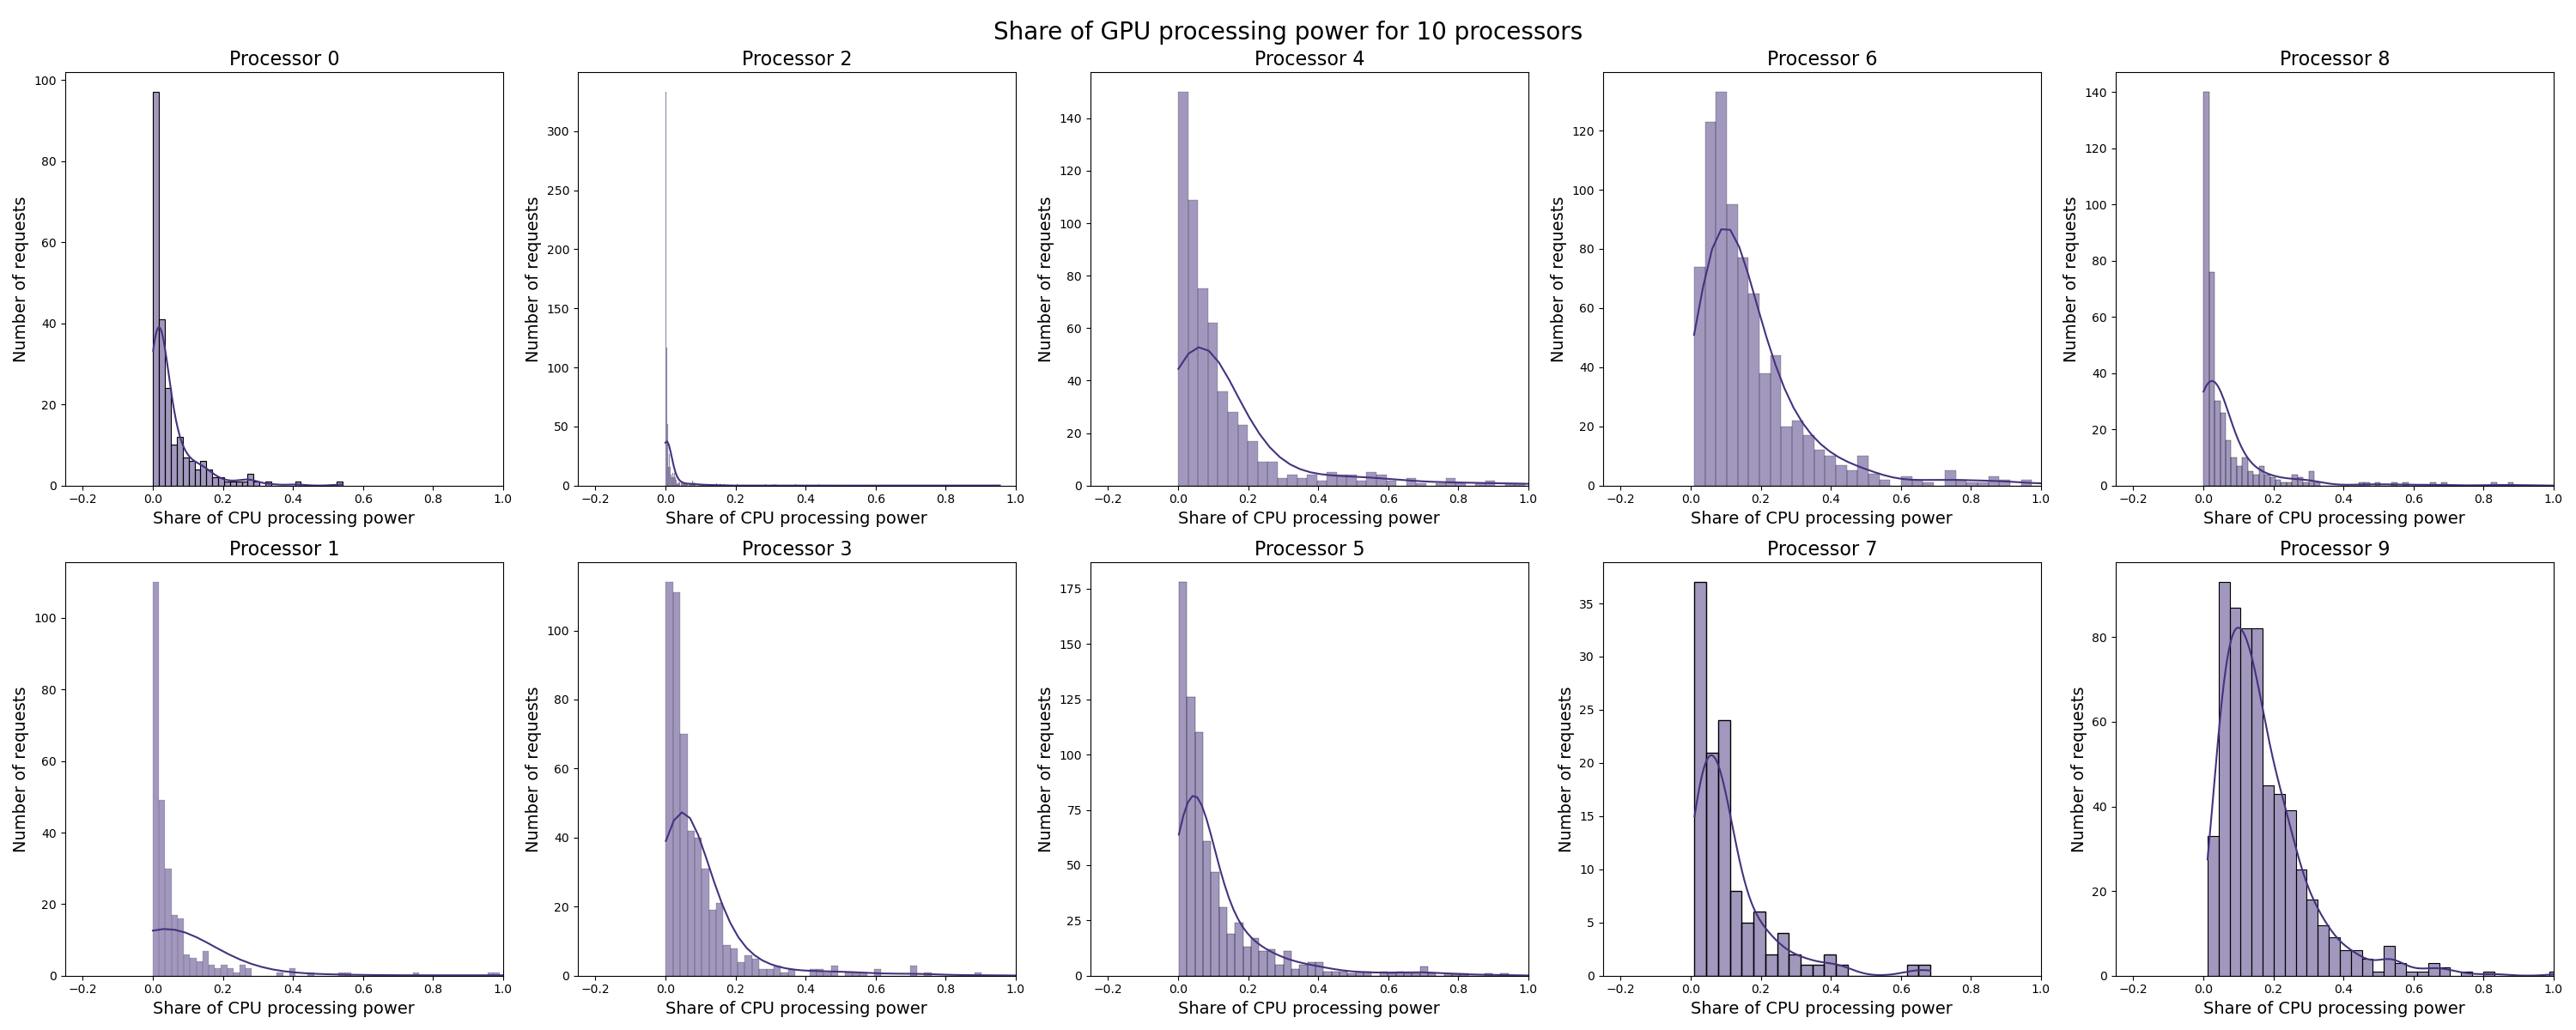 Share of GPU processing power for 10 processors
Processor 0
Number of requests
100
80
60
40
20
0
−0.2 0.0 0.2 0.4 0.6 0.8 1.0
Share of CPU processing power
Processor 2
Number of requests
300
250
200
150
100
50
0
−0.2 0.0 0.2 0.4 0.6 0.8 1.0
Share of CPU processing power
Processor 4
Number of requests
140
120
100
80
60
40
20
0
−0.2 0.0 0.2 0.4 0.6 0.8 1.0
Share of CPU processing power
Processor 6
Number of requests
120
100
80
60
40
20
0
−0.2 0.0 0.2 0.4 0.6 0.8 1.0
Share of CPU processing power
Processor 8
Number of requests
140
120
100
80
60
40
20
0
−0.2 0.0 0.2 0.4 0.6 0.8 1.0
Share of CPU processing power
Processor 1
Number of requests
100
80
60
40
20
0
−0.2 0.0 0.2 0.4 0.6 0.8 1.0
Share of CPU processing power
Processor 3
Number of requests
100
80
60
40
20
0
−0.2 0.0 0.2 0.4 0.6 0.8 1.0
Share of CPU processing power
Processor 5
Number of requests
175
150
125
100
75
50
25
0
−0.2 0.0 0.2 0.4 0.6 0.8 1.0
Share of CPU processing power
Processor 7
Number of requests
35
30
25
20
15
10
5
0
−0.2 0.0 0.2 0.4 0.6 0.8 1.0
Share of CPU processing power
Processor 9
Number of requests
80
60
40
20
0
−0.2 0.0 0.2 0.4 0.6 0.8 1.0
Share of CPU processing power